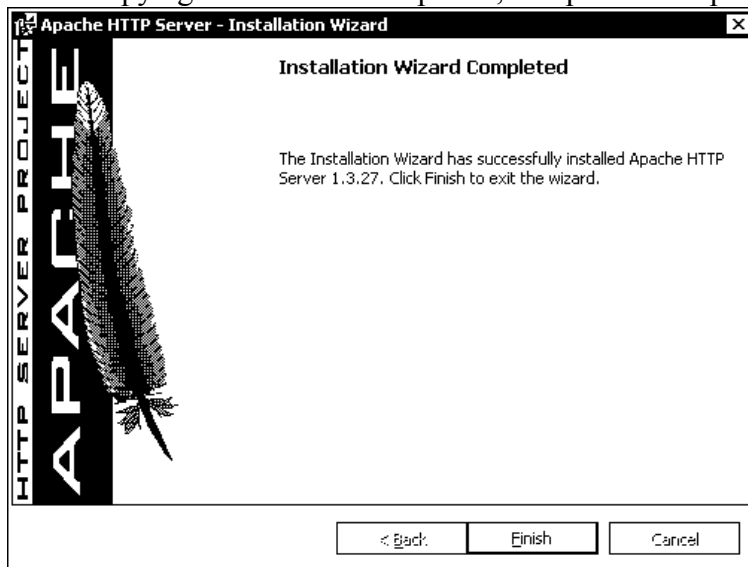 Apache HTTP Server - Installation Wizard
HTTP SERVER PROJECT
APACHE
Installation Wizard Completed
The Installation Wizard has successfully installed Apache HTTP
Server 1.3.27. Click Finish to exit the wizard.
< Back
Finish
Cancel